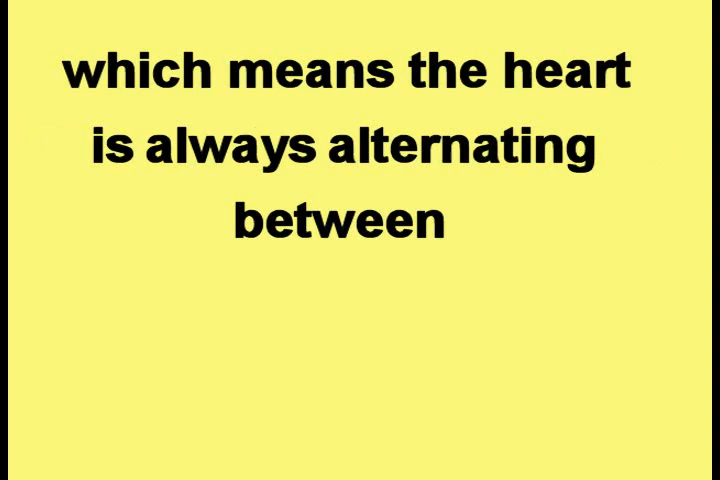 which means the heart
is always alternating
between